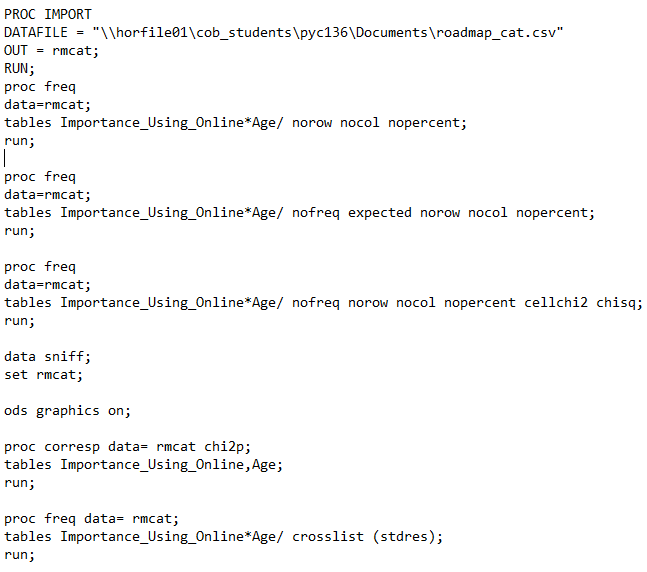 PROC IMPORT
DATAFILE = "\\horfile01\cob_students\pyc136\Documents\roadmap_cat.csv"
OUT = rmcat;
RUN;
proc freq
data=rmcat;
tables Importance_Using_Online*Age/ norow nocol nopercent;
run;
proc freq
data=rmcat;
tables Importance_Using_Online*Age/ nofreq expected norow nocol nopercent;
run;
proc freq
data=rmcat;
tables Importance_Using_Online*Age/ nofreq norow nocol nopercent cellchi2 chisq;
run;
data sniff;
set rmcat;
ods graphics on;
proc corresp data= rmcat chi2p;
tables Importance_Using_Online,Age;
run;
proc freq data= rmcat;
tables Importance_Using_Online*Age/ crosslist (stdres);
run;